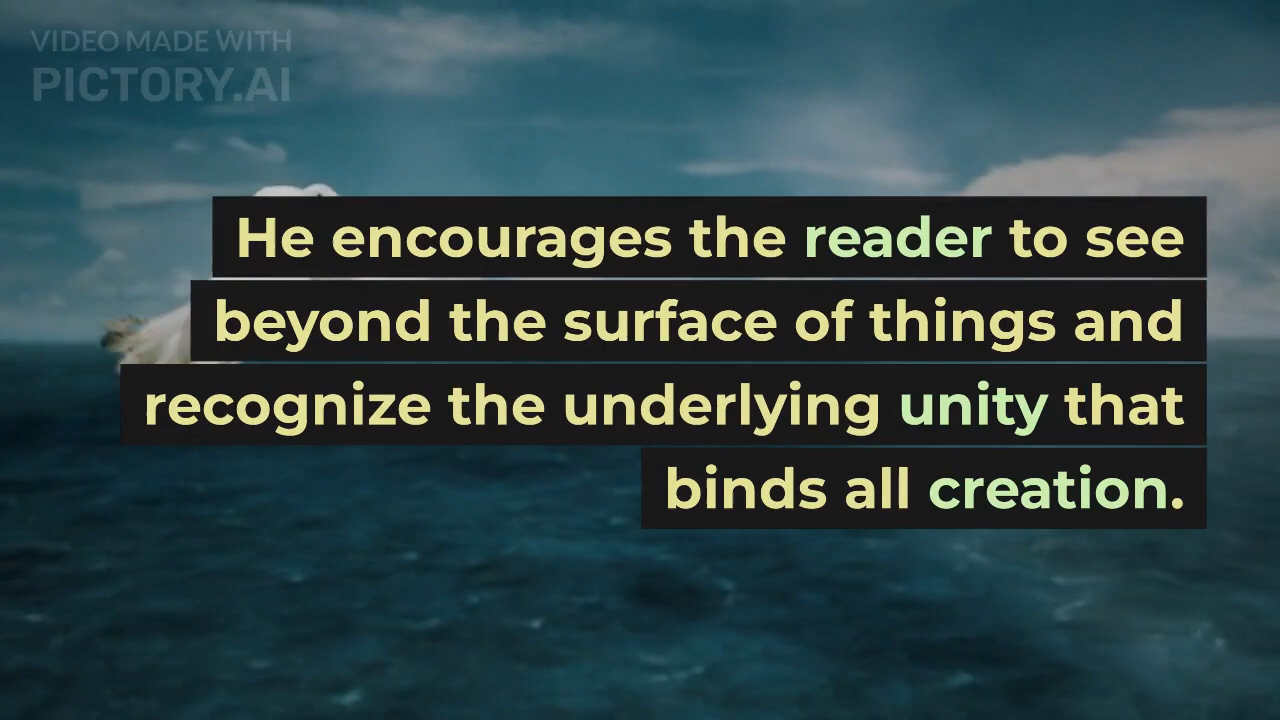 VIDEO MADE WITH
PICTORY.AI
He encourages the reader to see
beyond the surface of things and
recognize the underlying unity that
binds all creation.